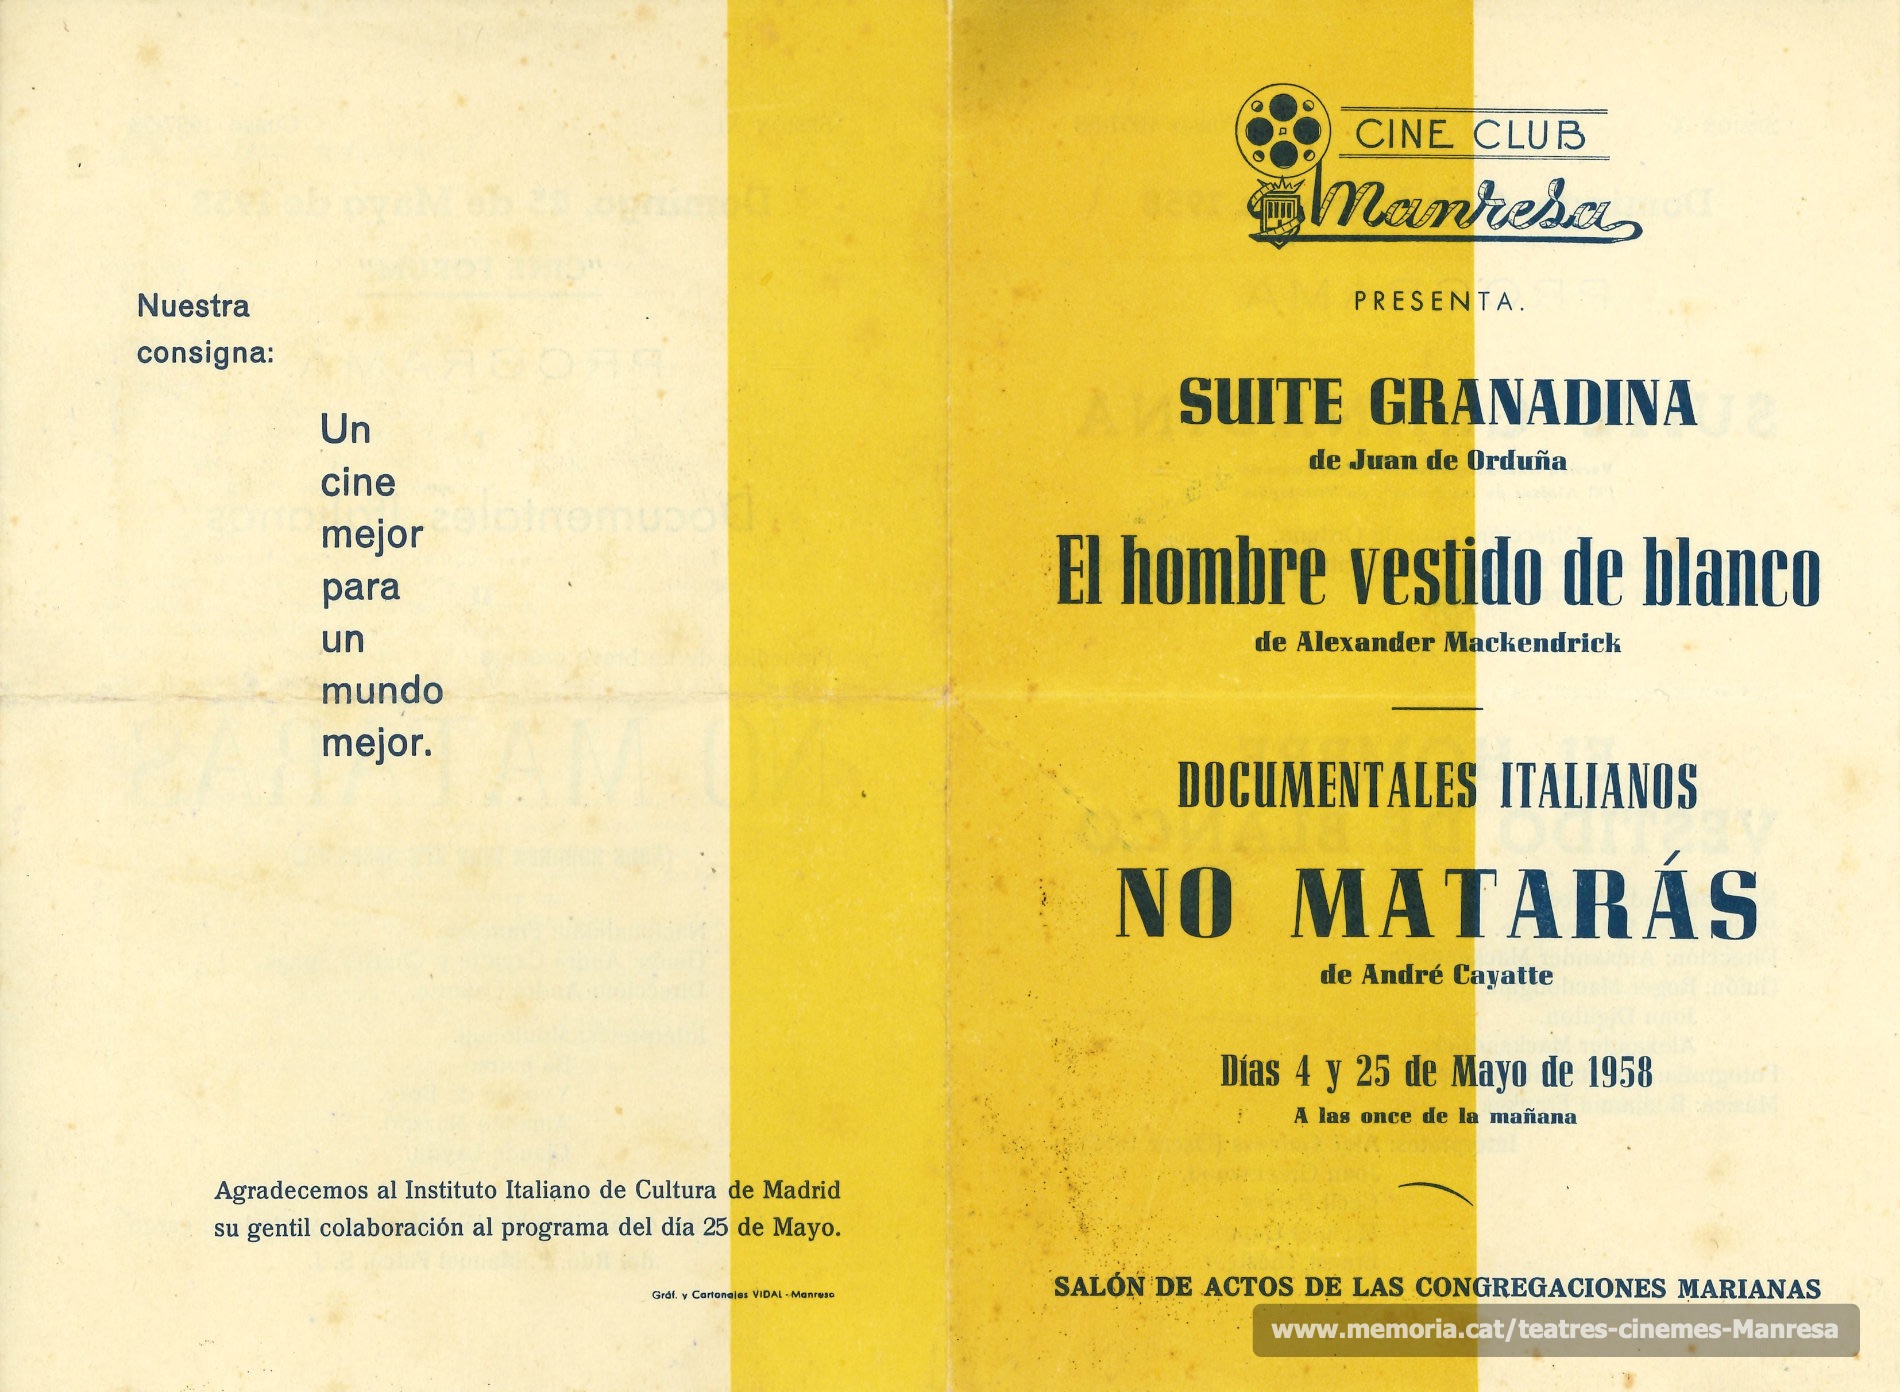 Nuestra
consigna:
Un
cine
mejor
para
un
mundo
mejor.
Agradecemos al Instituto Italiano de Cultura de Madrid
su gentil colaboración al programa del día 25 de Mayo.
Gráf. y Cartonajes VIDAL - Manresa
CINE CLUB
Manresa
PRESENTA.
SUITE GRANADINA
de Juan de Orduña
El hombre vestido de blanco
de Alexander Mackendrick
DOCUMENTALES ITALIANOS
NO MATARÁS
de André Cayatte
Días 4 y 25 de Mayo de 1958
A las once de la mañana
SALÓN DE ACTOS DE LAS CONGREGACIONES MARIANAS
www.memoria.cat/teatres-cinemes-Manresa